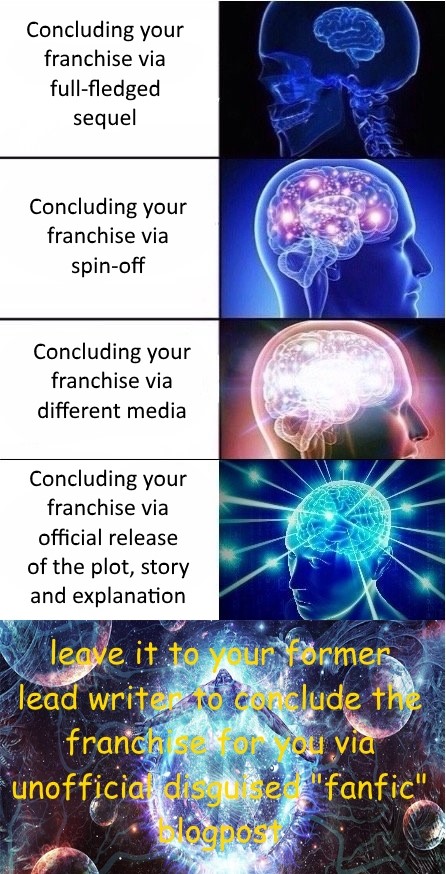 Concluding your
franchise via
full-fledged
sequel
Concluding your
franchise via
spin-off
Concluding your
franchise via
different media
Concluding your
franchise via
official release
of the plot, story
and explanation
leave it to your former
lead writer to conclude the
franchise for you via
unofficial disguised "fanfic"
blogpost